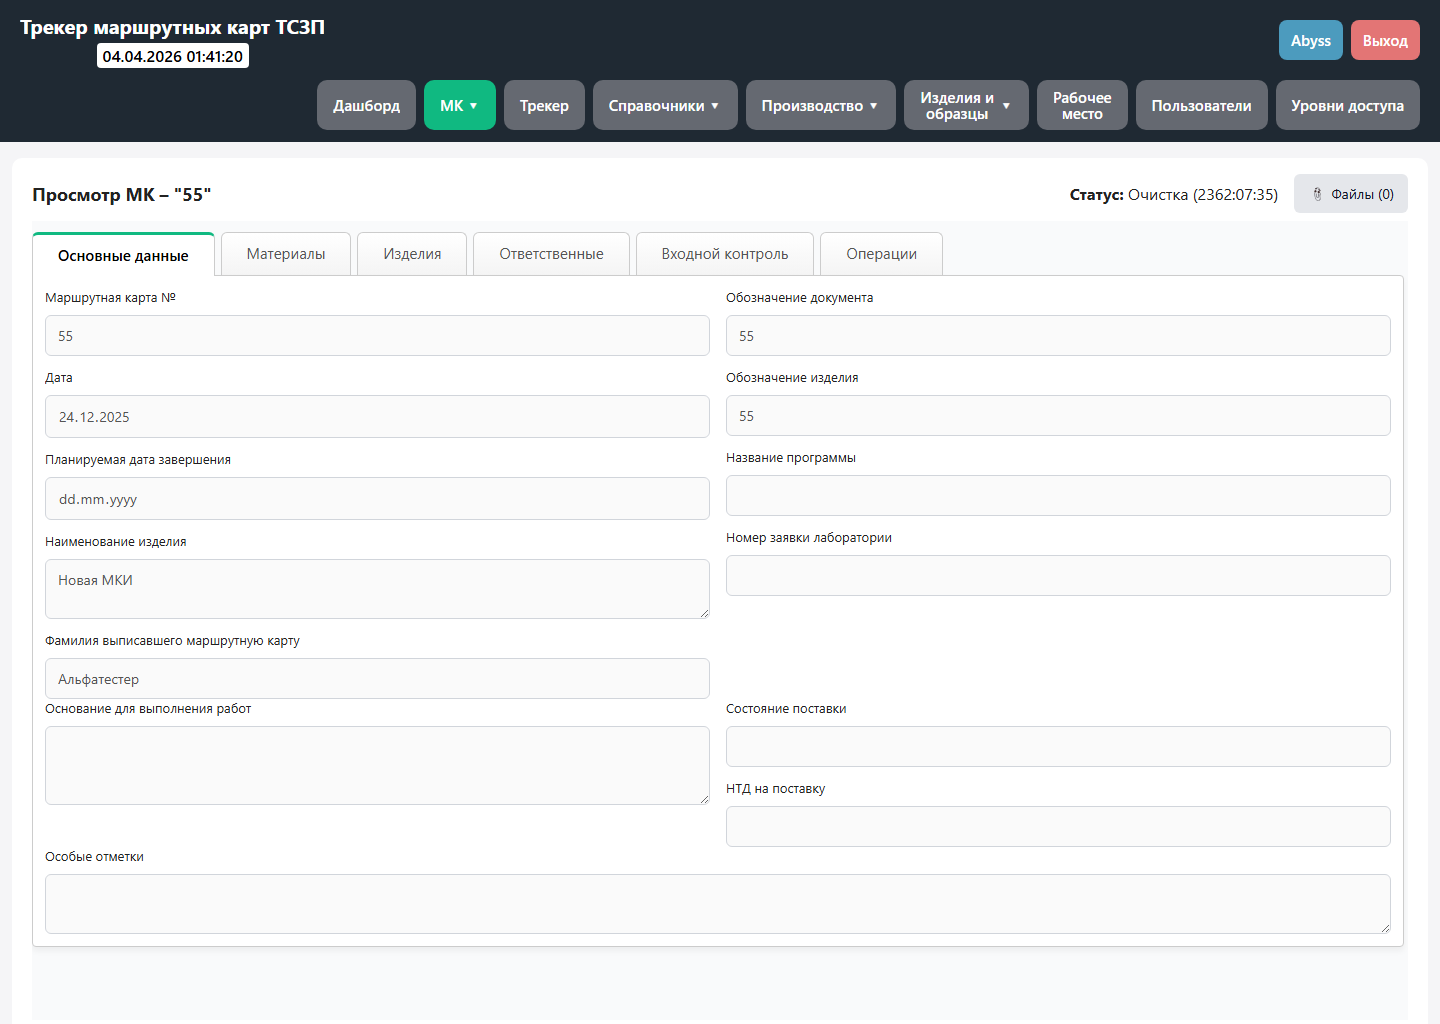 Трекер маршрутных карт ТСЗП
04.04.2026 01:41:20
Abyss
Выход
Дашборд
МК ▼
Трекер
Справочники ▼
Производство ▼
Изделия и
образцы ▼
Рабочее
место
Пользователи
Уровни доступа
Просмотр МК – "55"
Статус: Очистка (2362:07:35)
Файлы (0)
Основные данные
Материалы
Изделия
Ответственные
Входной контроль
Операции
Маршрутная карта №
55
Обозначение документа
55
Дата
24.12.2025
Обозначение изделия
55
Планируемая дата завершения
dd.mm.yyyy
Название программы
Наименование изделия
Новая МКИ
Номер заявки лаборатории
Фамилия выписавшего маршрутную карту
Альфатестер
Основание для выполнения работ
Состояние поставки
НТД на поставку
Особые отметки